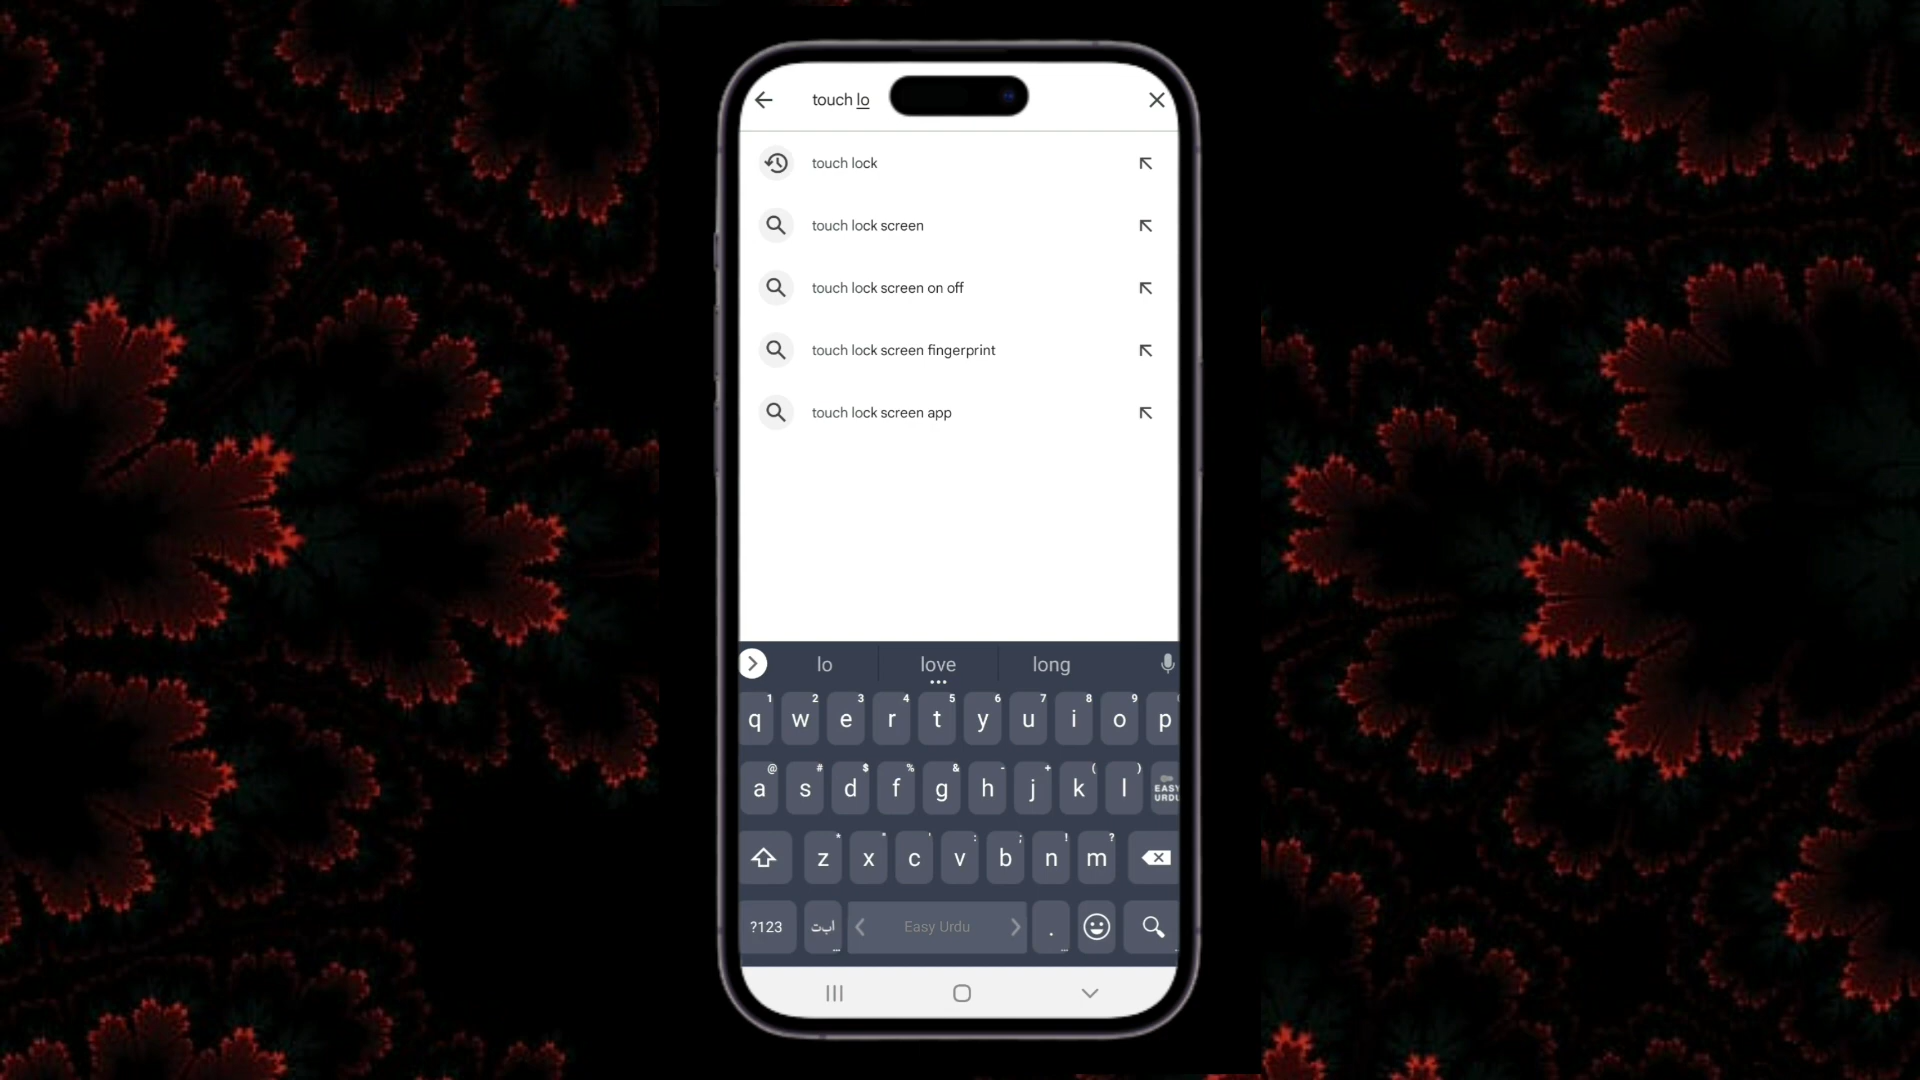 touch lo
touch lock
touch lock screen
touch lock screen on off
touch lock screen fingerprint
touch lock screen app
lo love long
1 2 3 4 5 6 7 8 9
q w e r t y u i o p
@ # $ % & - + ( )
a s d f g h j k l EASY URDU
* " ' : ; ! ?
z x c v b n m
?123 ابت Easy Urdu .